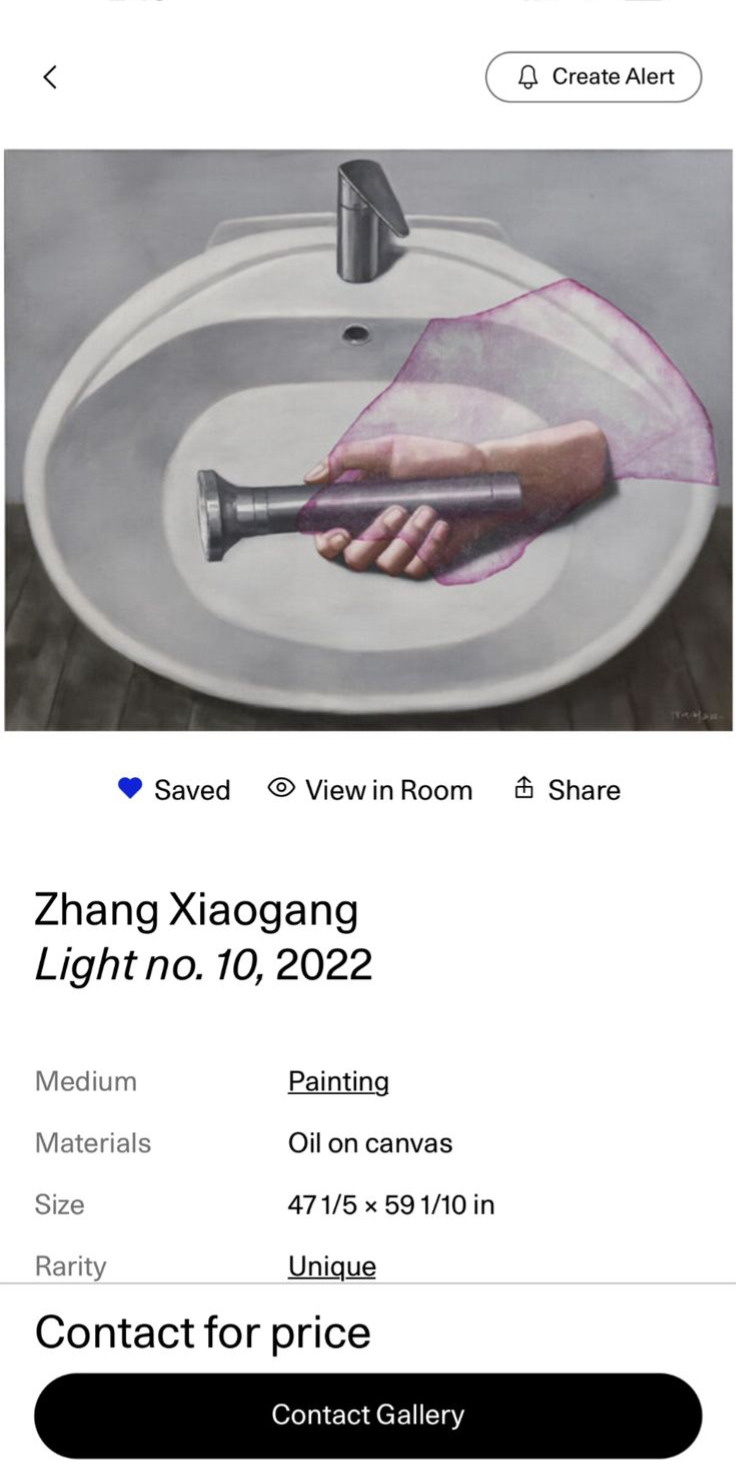 Create Alert
Saved
View in Room
Share
Zhang Xiaogang
Light no. 10, 2022
Medium
Painting
Materials
Oil on canvas
Size
47 1/5 × 59 1/10 in
Rarity
Unique
Contact for price
Contact Gallery